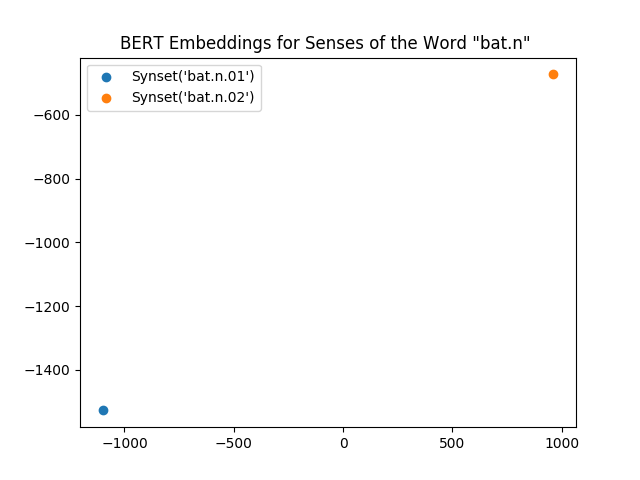 BERT Embeddings for Senses of the Word "bat.n"
Synset('bat.n.01')
Synset('bat.n.02')
−600
−800
−1000
−1200
−1400
−1000 −500 0 500 1000